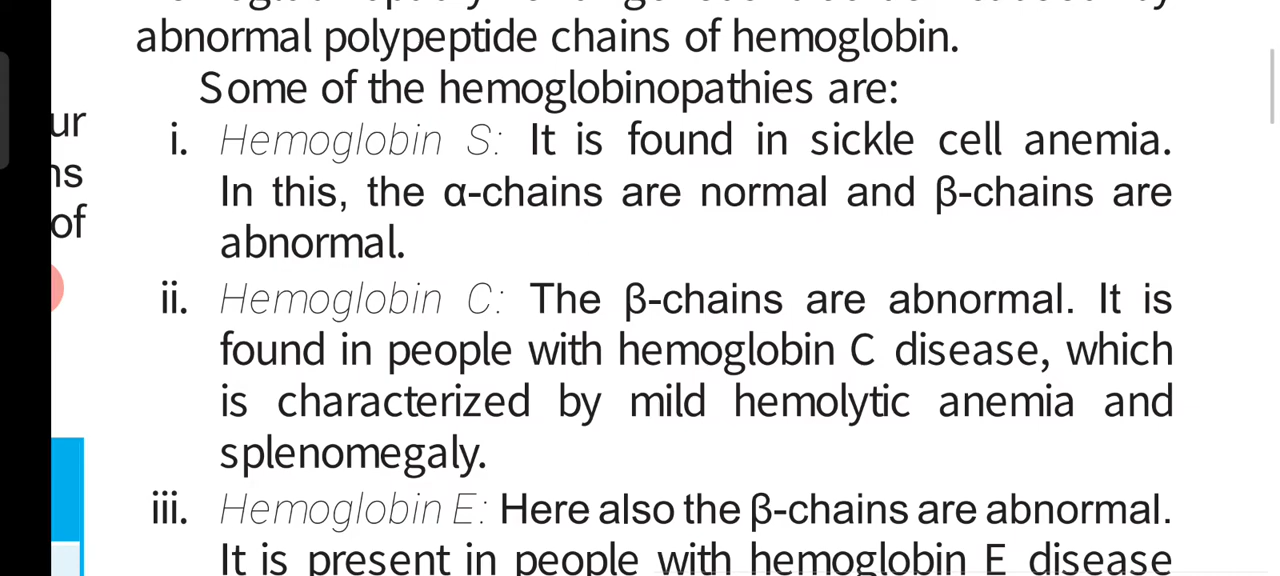 abnormal polypeptide chains of hemoglobin.
Some of the hemoglobinopathies are:
i. Hemoglobin S: It is found in sickle cell anemia.
In this, the α-chains are normal and β-chains are
abnormal.
ii. Hemoglobin C: The β-chains are abnormal. It is
found in people with hemoglobin C disease, which
is characterized by mild hemolytic anemia and
splenomegaly.
iii. Hemoglobin E: Here also the β-chains are abnormal.
It is present in people with hemoglobin E disease
ur
ns
of